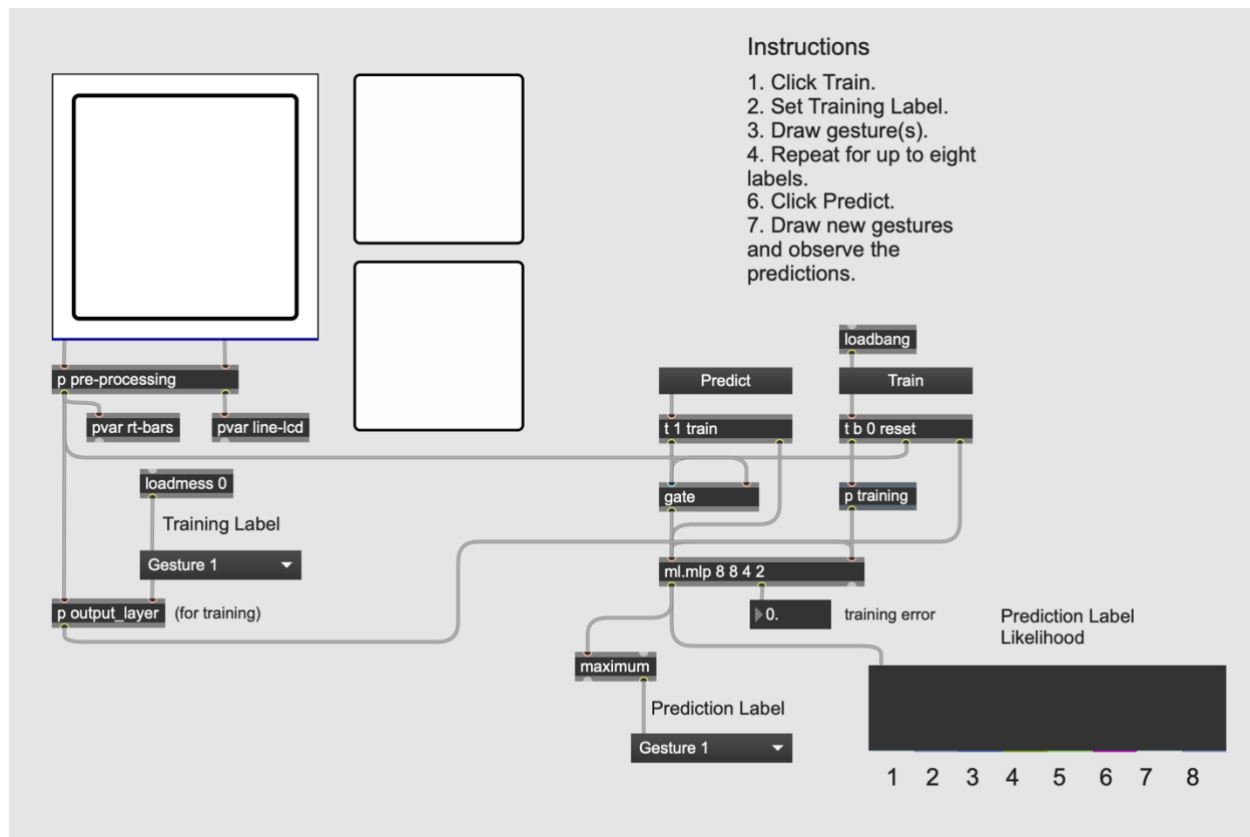 Instructions
1. Click Train.
2. Set Training Label.
3. Draw gesture(s).
4. Repeat for up to eight
labels.
6. Click Predict.
7. Draw new gestures
and observe the
predictions.
loadbang
p pre-processing
Predict
Train
pvar rt-bars
pvar line-lcd
t 1 train
t b 0 reset
loadmess 0
gate
p training
Training Label
Gesture 1
ml.mlp 8 8 4 2
p output_layer
(for training)
0.
training error
Prediction Label
Likelihood
maximum
Prediction Label
Gesture 1
1 2 3 4 5 6 7 8